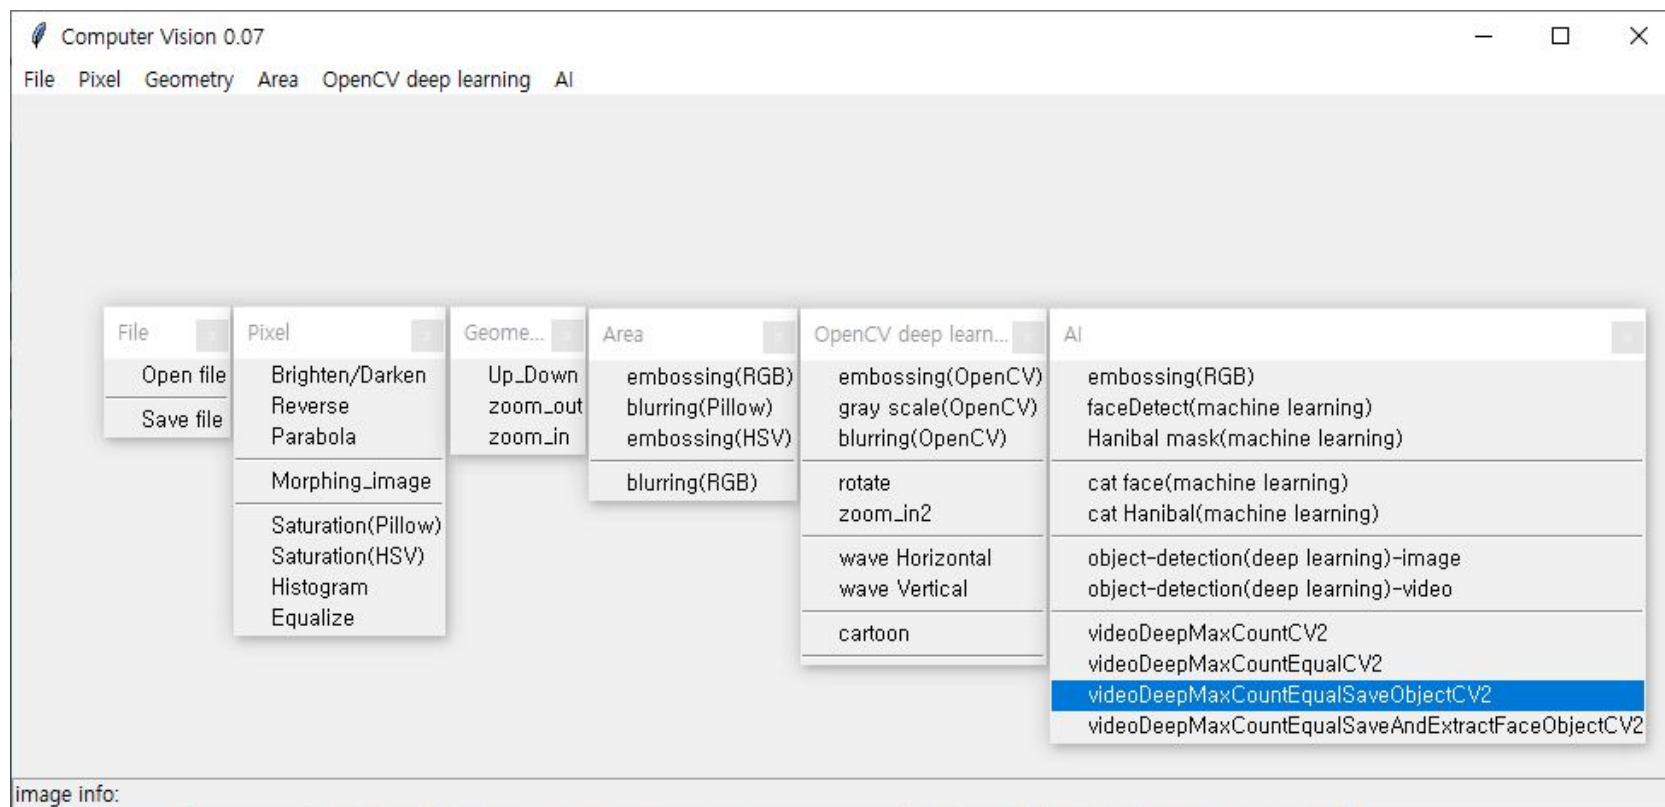 Computer Vision 0.07
File Pixel Geometry Area OpenCV deep learning AI
File
Open file
Save file
Pixel
Brighten/Darken
Reverse
Parabola
Morphing_image
Saturation(Pillow)
Saturation(HSV)
Histogram
Equalize
Geome...
Up_Down
zoom_out
zoom_in
Area
embossing(RGB)
blurring(Pillow)
embossing(HSV)
blurring(RGB)
OpenCV deep learn...
embossing(OpenCV)
gray scale(OpenCV)
blurring(OpenCV)
rotate
zoom_in2
wave Horizontal
wave Vertical
cartoon
AI
embossing(RGB)
faceDetect(machine learning)
Hanibal mask(machine learning)
cat face(machine learning)
cat Hanibal(machine learning)
object-detection(deep learning)-image
object-detection(deep learning)-video
videoDeepMaxCountCV2
videoDeepMaxCountEqualCV2
videoDeepMaxCountEqualSaveObjectCV2
videoDeepMaxCountEqualSaveAndExtractFaceObjectCV2
image info: